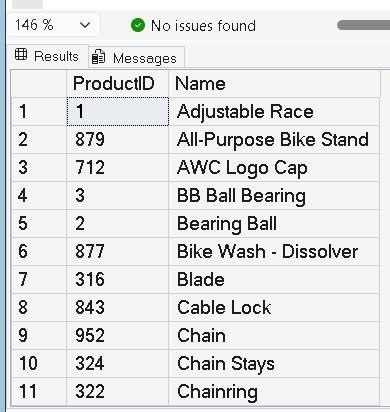 146 % No issues found
Results Messages
ProductID Name
1 1 Adjustable Race
2 879 All-Purpose Bike Stand
3 712 AWC Logo Cap
4 3 BB Ball Bearing
5 2 Bearing Ball
6 877 Bike Wash - Dissolver
7 316 Blade
8 843 Cable Lock
9 952 Chain
10 324 Chain Stays
11 322 Chainring